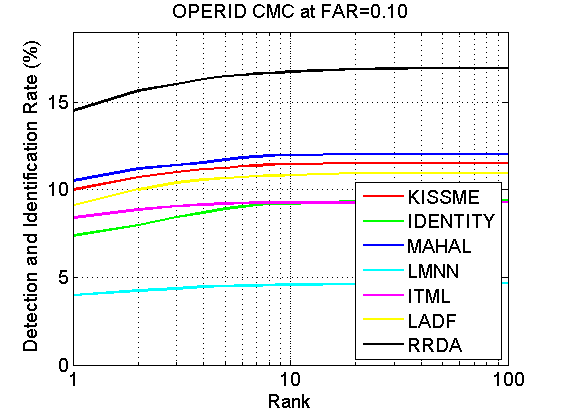 OPERID CMC at FAR=0.10
Detection and Identification Rate (%)
15
10
5
0
1
10
100
Rank
KISSME
IDENTITY
MAHAL
LMNN
ITML
LADF
RRDA